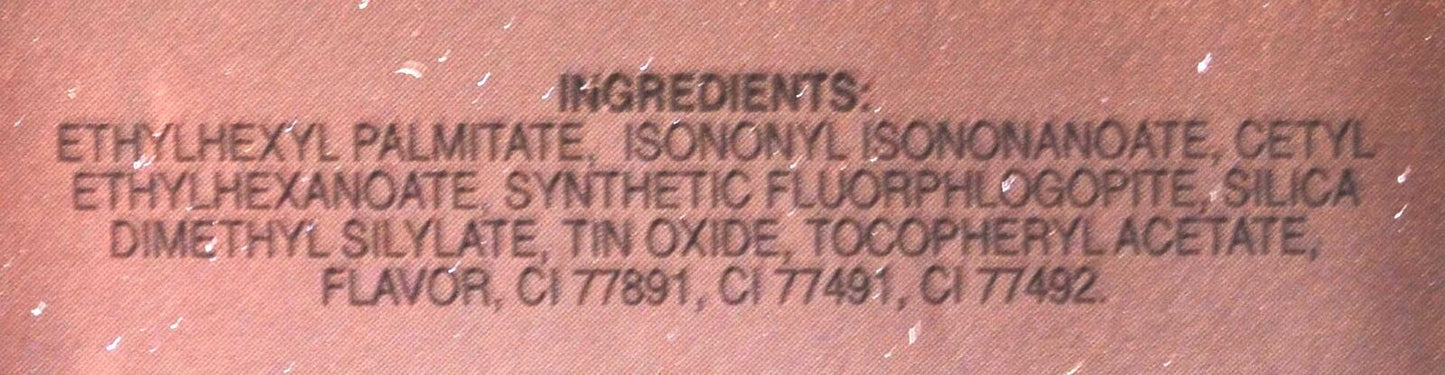 INGREDIENTS:
ETHYLHEXYL PALMITATE, ISONONYL ISONONANOATE, CETYL
ETHYLHEXANOATE, SYNTHETIC FLUORPHLOGOPITE, SILICA
DIMETHYL SILYLATE, TIN OXIDE, TOCOPHERYL ACETATE,
FLAVOR, CI 77891, CI 77491, CI 77492.